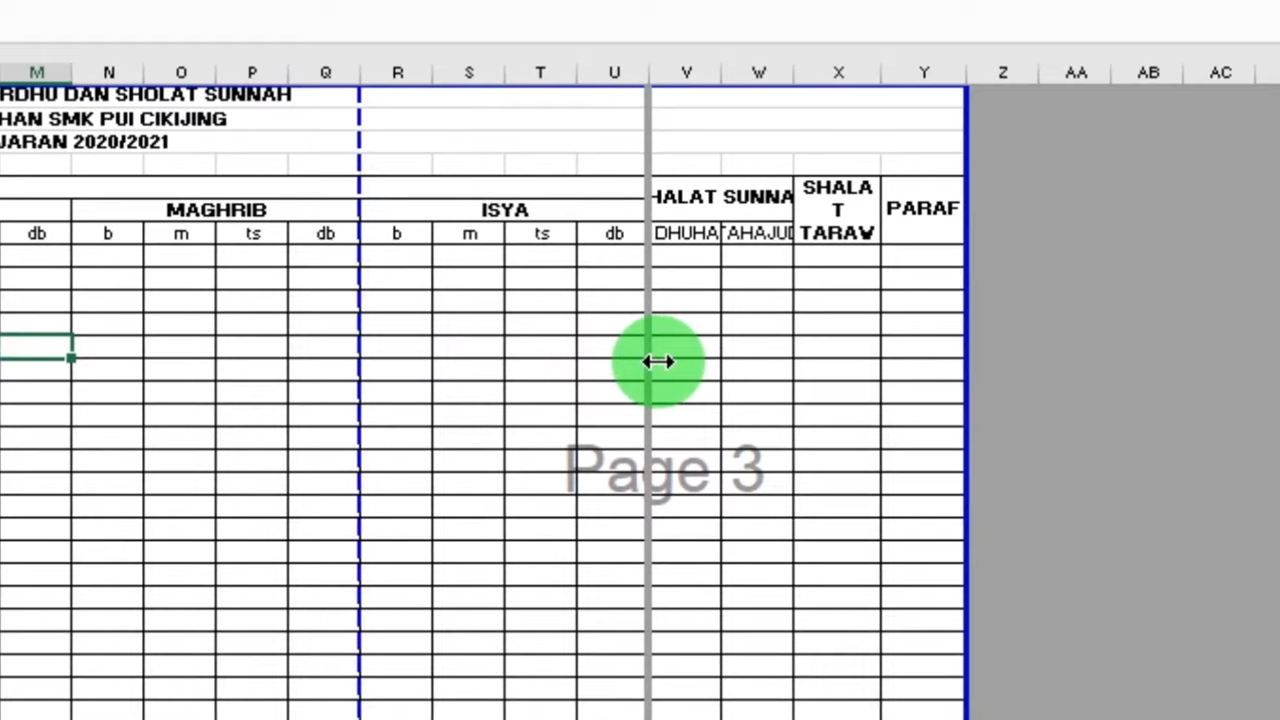 M N O P Q R S T U V W X Y Z AA AB AC
RDHU DAN SHOLAT SUNNAH
HAN SMK PUI CIKIJING
JARAN 2020/2021
MAGHRIB ISYA HALAT SUNNA SHALA T TARAW PARAF
db b m ts db b m ts db DHUHA TAHAJUD
Page 3